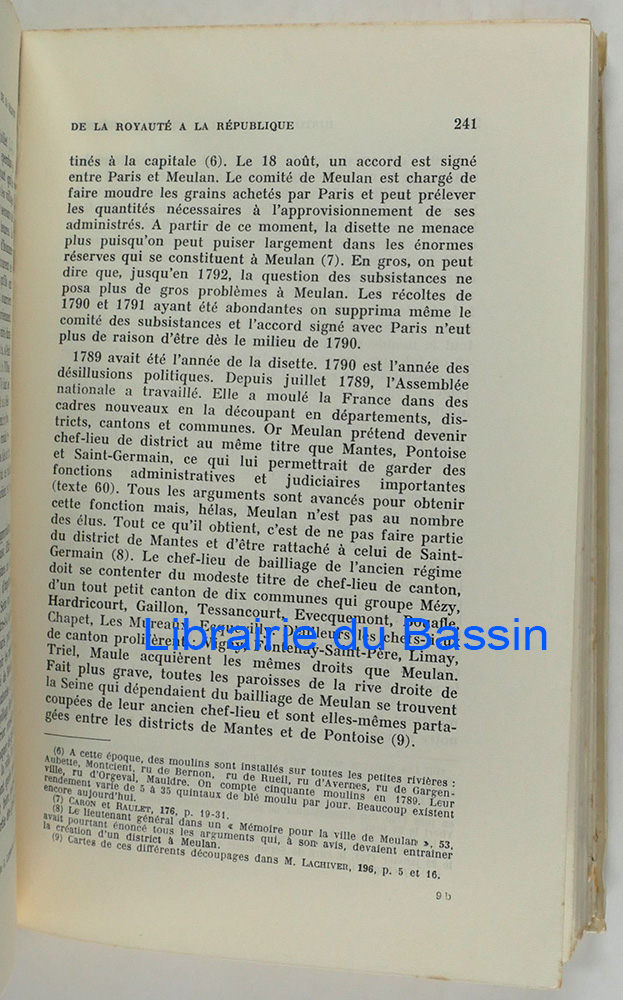 DE LA ROYAUTÉ A LA RÉPUBLIQUE 241
tinés à la capitale (6). Le 18 août, un accord est signé
entre Paris et Meulan. Le comité de Meulan est chargé de
faire moudre les grains achetés par Paris et peut prélever
les quantités nécessaires à l'approvisionnement de ses
administrés. A partir de ce moment, la disette ne menace
plus puisqu'on peut puiser largement dans les énormes
réserves qui se constituent à Meulan (7). En gros, on peut
dire que, jusqu'en 1792, la question des subsistances ne
posa plus de gros problèmes à Meulan. Les récoltes de
1790 et 1791 ayant été abondantes on supprima même le
comité des subsistances et l'accord signé avec Paris n'eut
plus de raison d'être dès le milieu de 1790.
1789 avait été l'année de la disette. 1790 est l'année des
désillusions politiques. Depuis juillet 1789, l'Assemblée
nationale a travaillé. Elle a moulé la France dans des
cadres nouveaux en la découpant en départements, dis-
tricts, cantons et communes. Or Meulan prétend devenir
chef-lieu de district au même titre que Mantes, Pontoise
et Saint-Germain, ce qui lui permettrait de garder des
fonctions administratives et judiciaires importantes
(texte 60). Tous les arguments sont avancés pour obtenir
cette fonction mais, hélas, Meulan n'est pas au nombre
des élus. Tout ce qu'il obtient, c'est de ne pas faire partie
du district de Mantes et d'être rattaché à celui de Saint-
Germain (8). Le chef-lieu de bailliage de l'ancien régime
doit se contenter du modeste titre de chef-lieu de canton,
d'un tout petit canton de dix communes qui groupe Mézy,
Hardricourt, Gaillon, Tessancourt, Evecquemont, Bouafle,
Chapet, Les Mureaux, Ecquevilly. D'ailleurs les chefs-lieux
de canton prolifèrent : Vigny, Fontenay-Saint-Père, Limay,
Triel, Maule acquièrent les mêmes droits que Meulan.
Fait plus grave, toutes les paroisses de la rive droite de
la Seine qui dépendaient du bailliage de Meulan se trouvent
coupées de leur ancien chef-lieu et sont elles-mêmes parta-
gées entre les districts de Mantes et de Pontoise (9).
Librairie du Bassin
(6) A cette époque, des moulins sont installés sur toutes les petites rivières :
Aubette, Montcient, ru de Bernon, ru de Rueil, ru d'Avernes, ru de Gargen-
ville, ru d'Orgeval, Mauldre. On compte cinquante moulins en 1789. Leur
rendement varie de 5 à 35 quintaux de blé moulu par jour. Beaucoup existent
encore aujourd'hui.
(7) CARON et RAULET, 176, p. 19-31.
(8) Le lieutenant général dans un « Mémoire pour la ville de Meulan », 53,
avait pourtant énoncé tous les arguments qui, à son avis, devaient entraîner
la création d'un district à Meulan.
(9) Cartes de ces différents découpages dans M. LACHIVER, 196, p. 5 et 16.
9 b